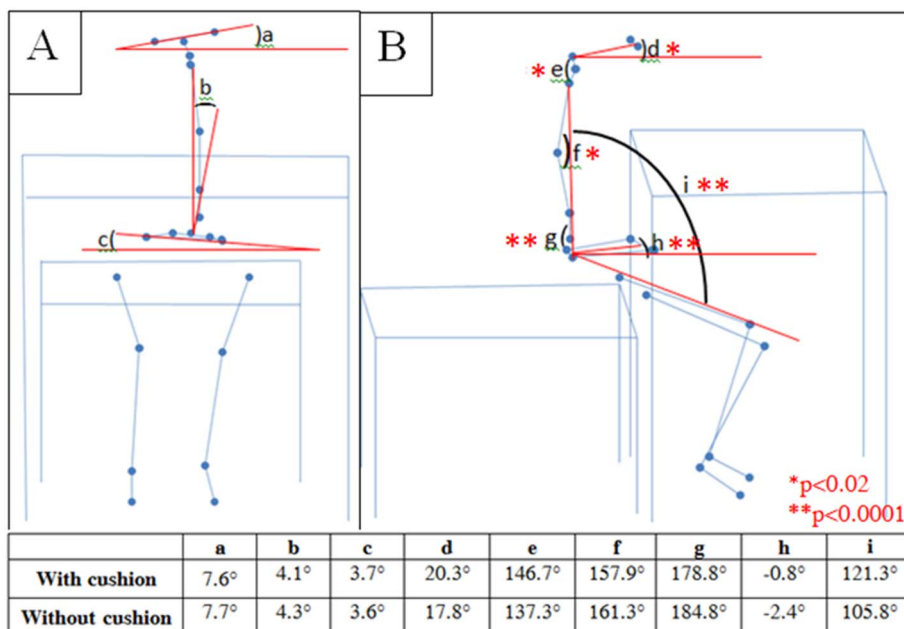 A
)a
b
c(
B
)d *
* e(
)f *
i **
** g(
)h **
*p<0.02
**p<0.0001
a b c d e f g h i
With cushion 7.6° 4.1° 3.7° 20.3° 146.7° 157.9° 178.8° -0.8° 121.3°
Without cushion 7.7° 4.3° 3.6° 17.8° 137.3° 161.3° 184.8° -2.4° 105.8°